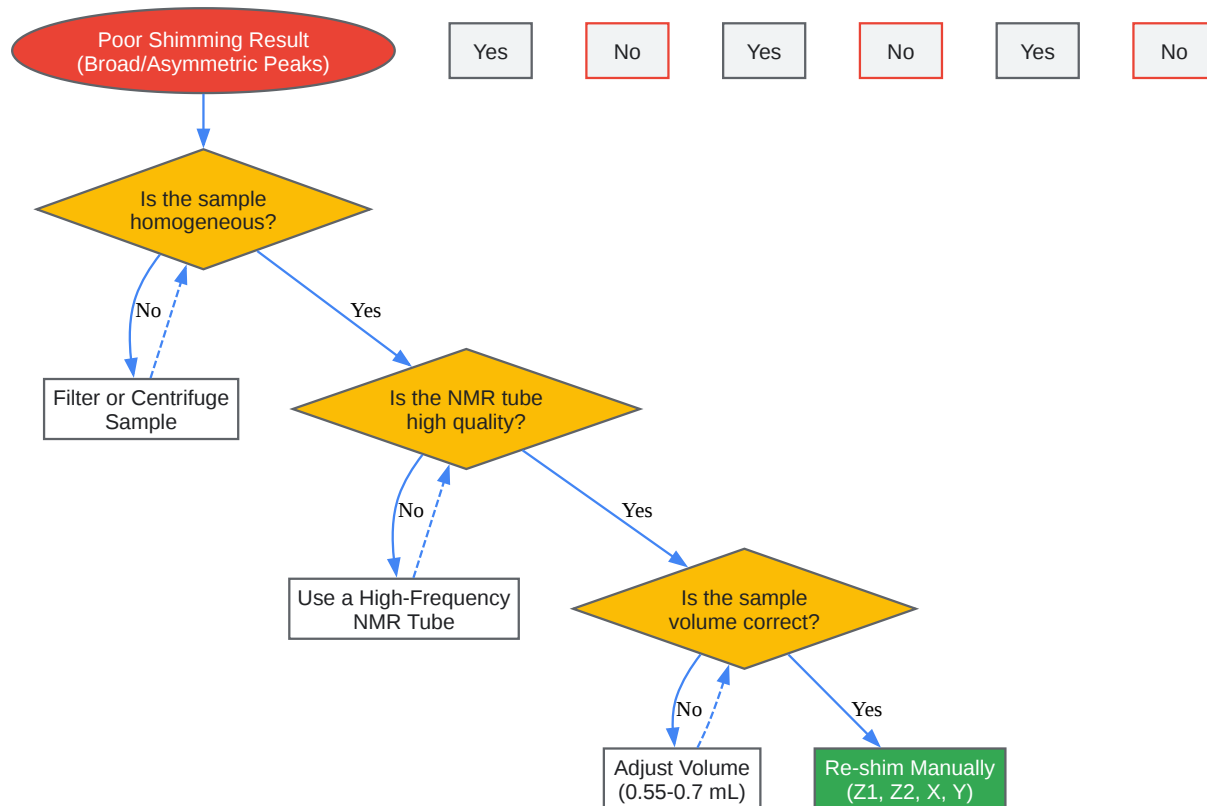 Poor Shimming Result
(Broad/Asymmetric Peaks)
Yes
No
Yes
No
Yes
No
Is the sample
homogeneous?
No
Yes
Filter or Centrifuge
Sample
Is the NMR tube
high quality?
No
Yes
Use a High-Frequency
NMR Tube
Is the sample
volume correct?
No
Yes
Adjust Volume
(0.55-0.7 mL)
Re-shim Manually
(Z1, Z2, X, Y)